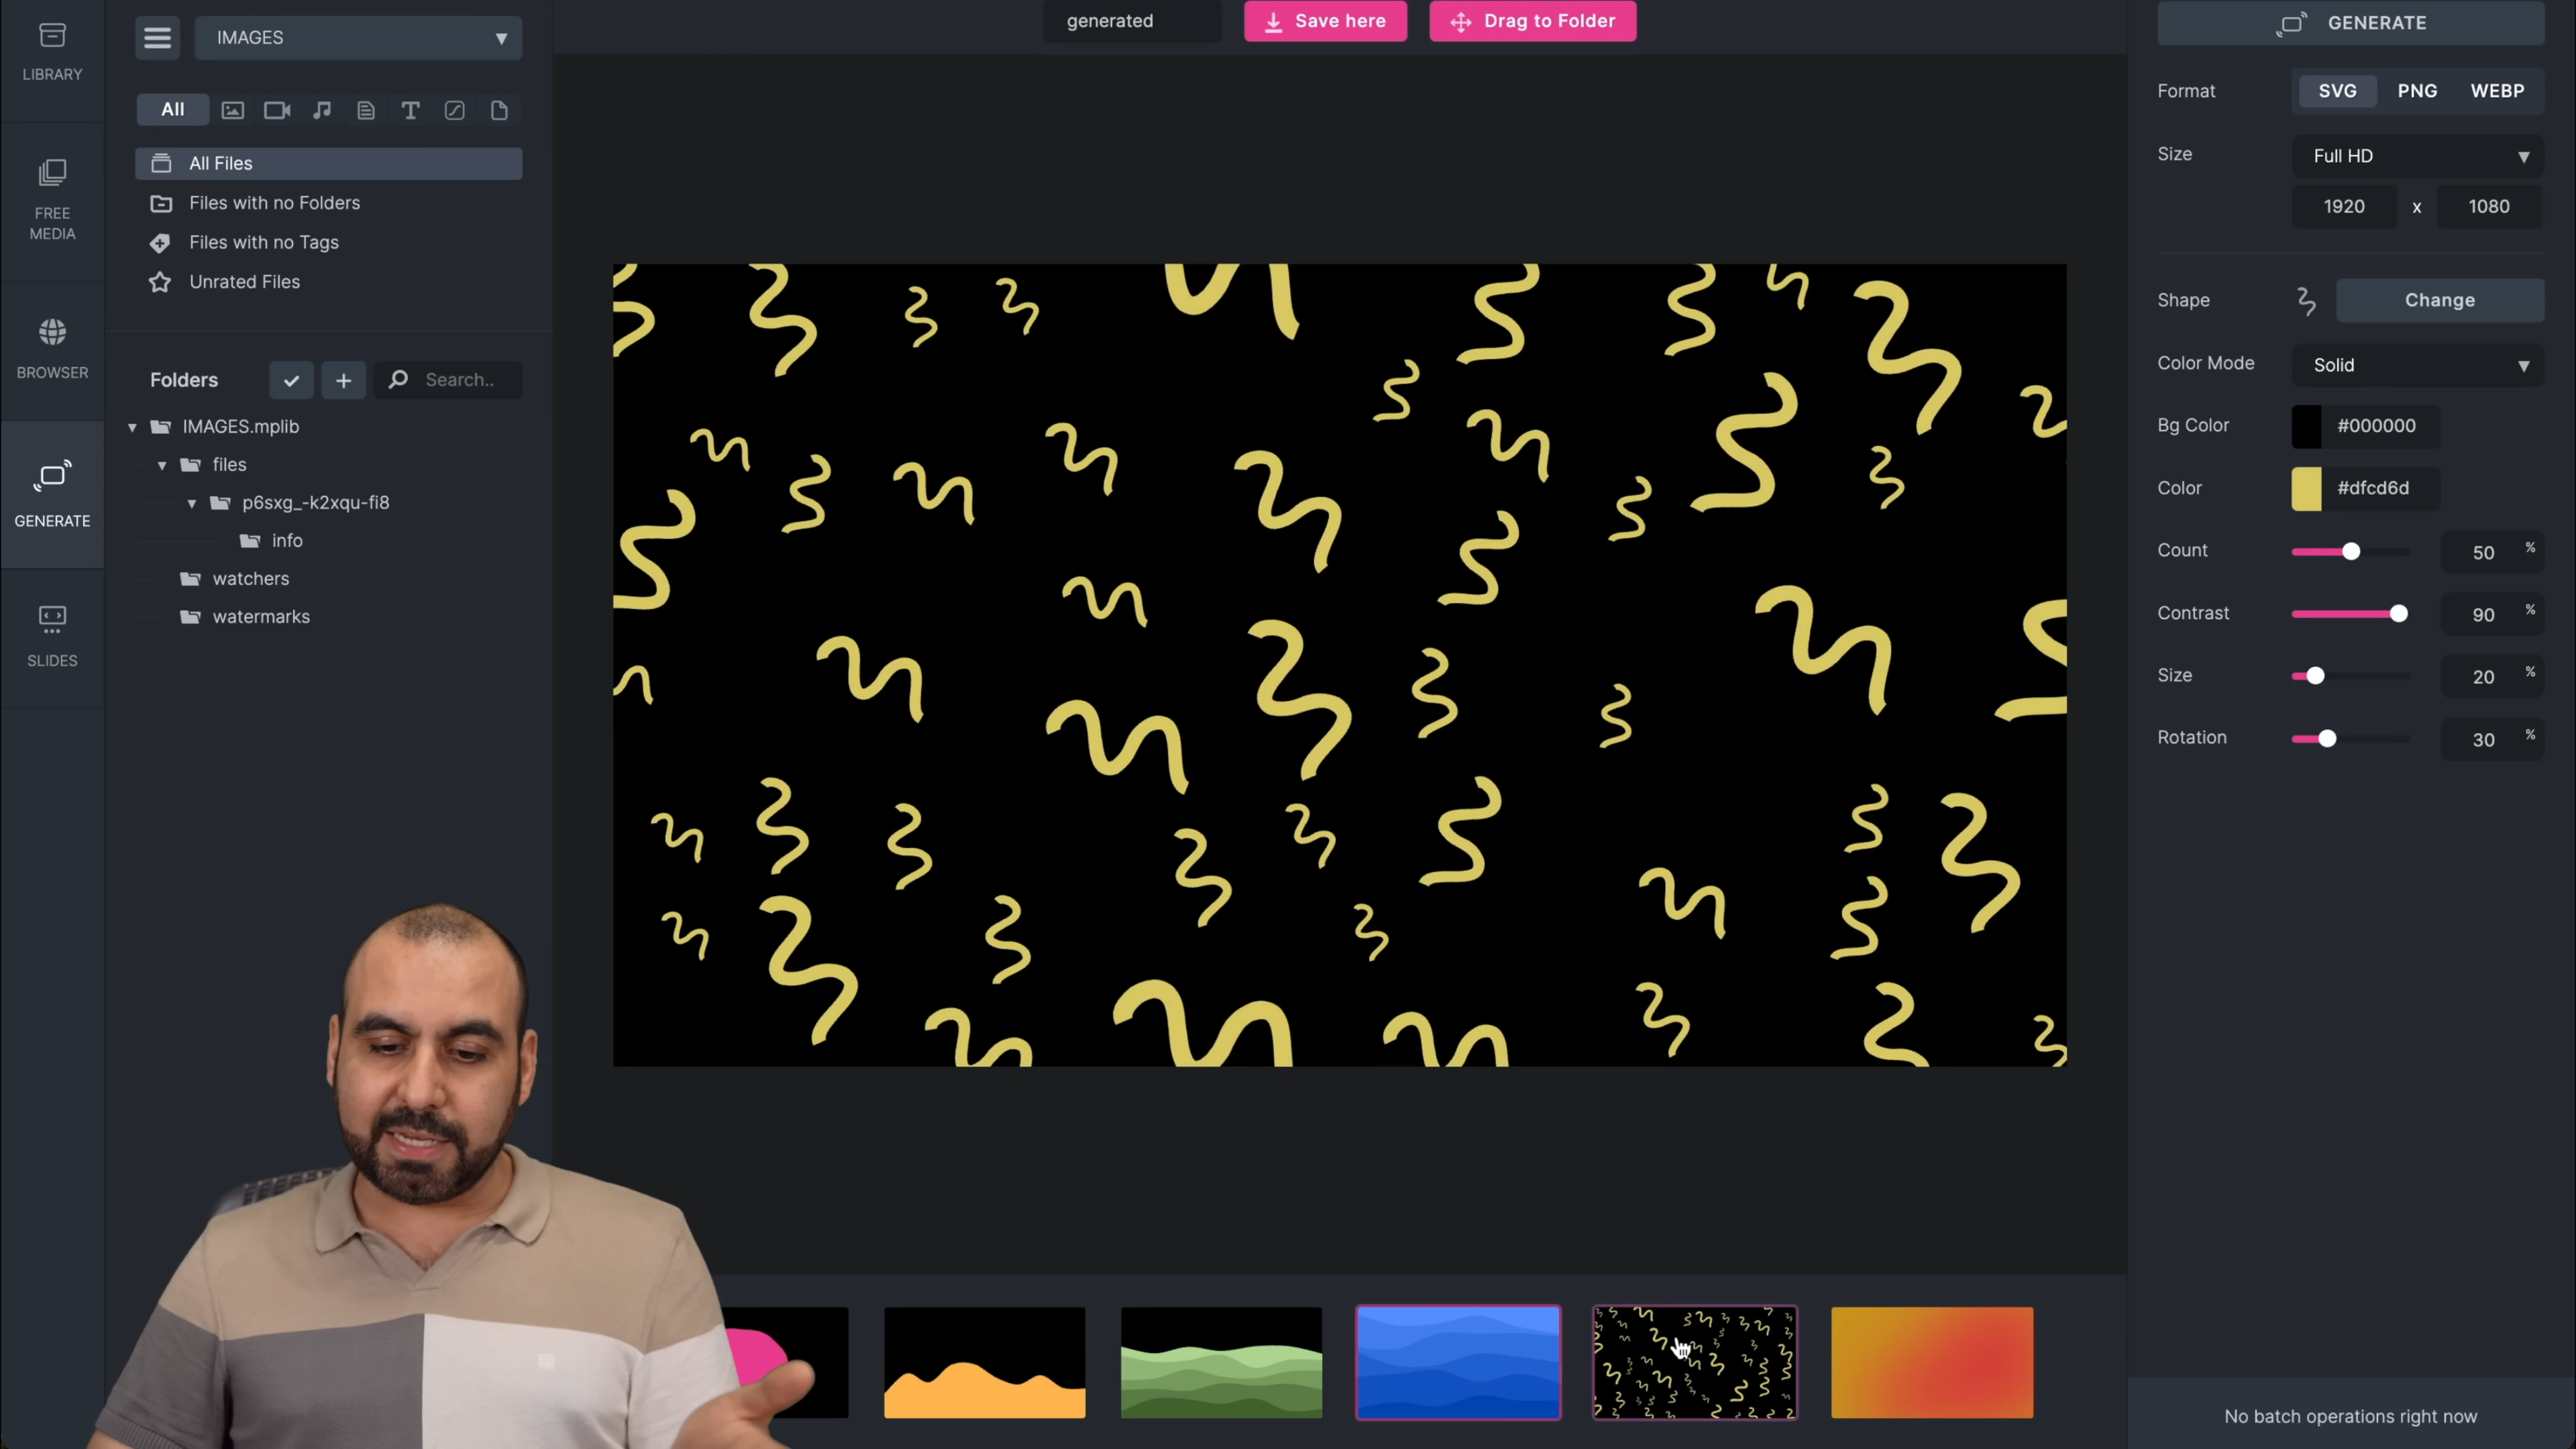 LIBRARY
FREE
MEDIA
BROWSER
GENERATE
SLIDES
IMAGES
All
All Files
Files with no Folders
Files with no Tags
Unrated Files
Folders
Search..
IMAGES.mplib
files
p6sxg_-k2xqu-fi8
info
watchers
watermarks
generated
Save here
Drag to Folder
GENERATE
Format SVG PNG WEBP
Size Full HD
1920 x 1080
Shape Change
Color Mode Solid
Bg Color #000000
Color #dfcd6d
Count 50 %
Contrast 90 %
Size 20 %
Rotation 30 %
No batch operations right now